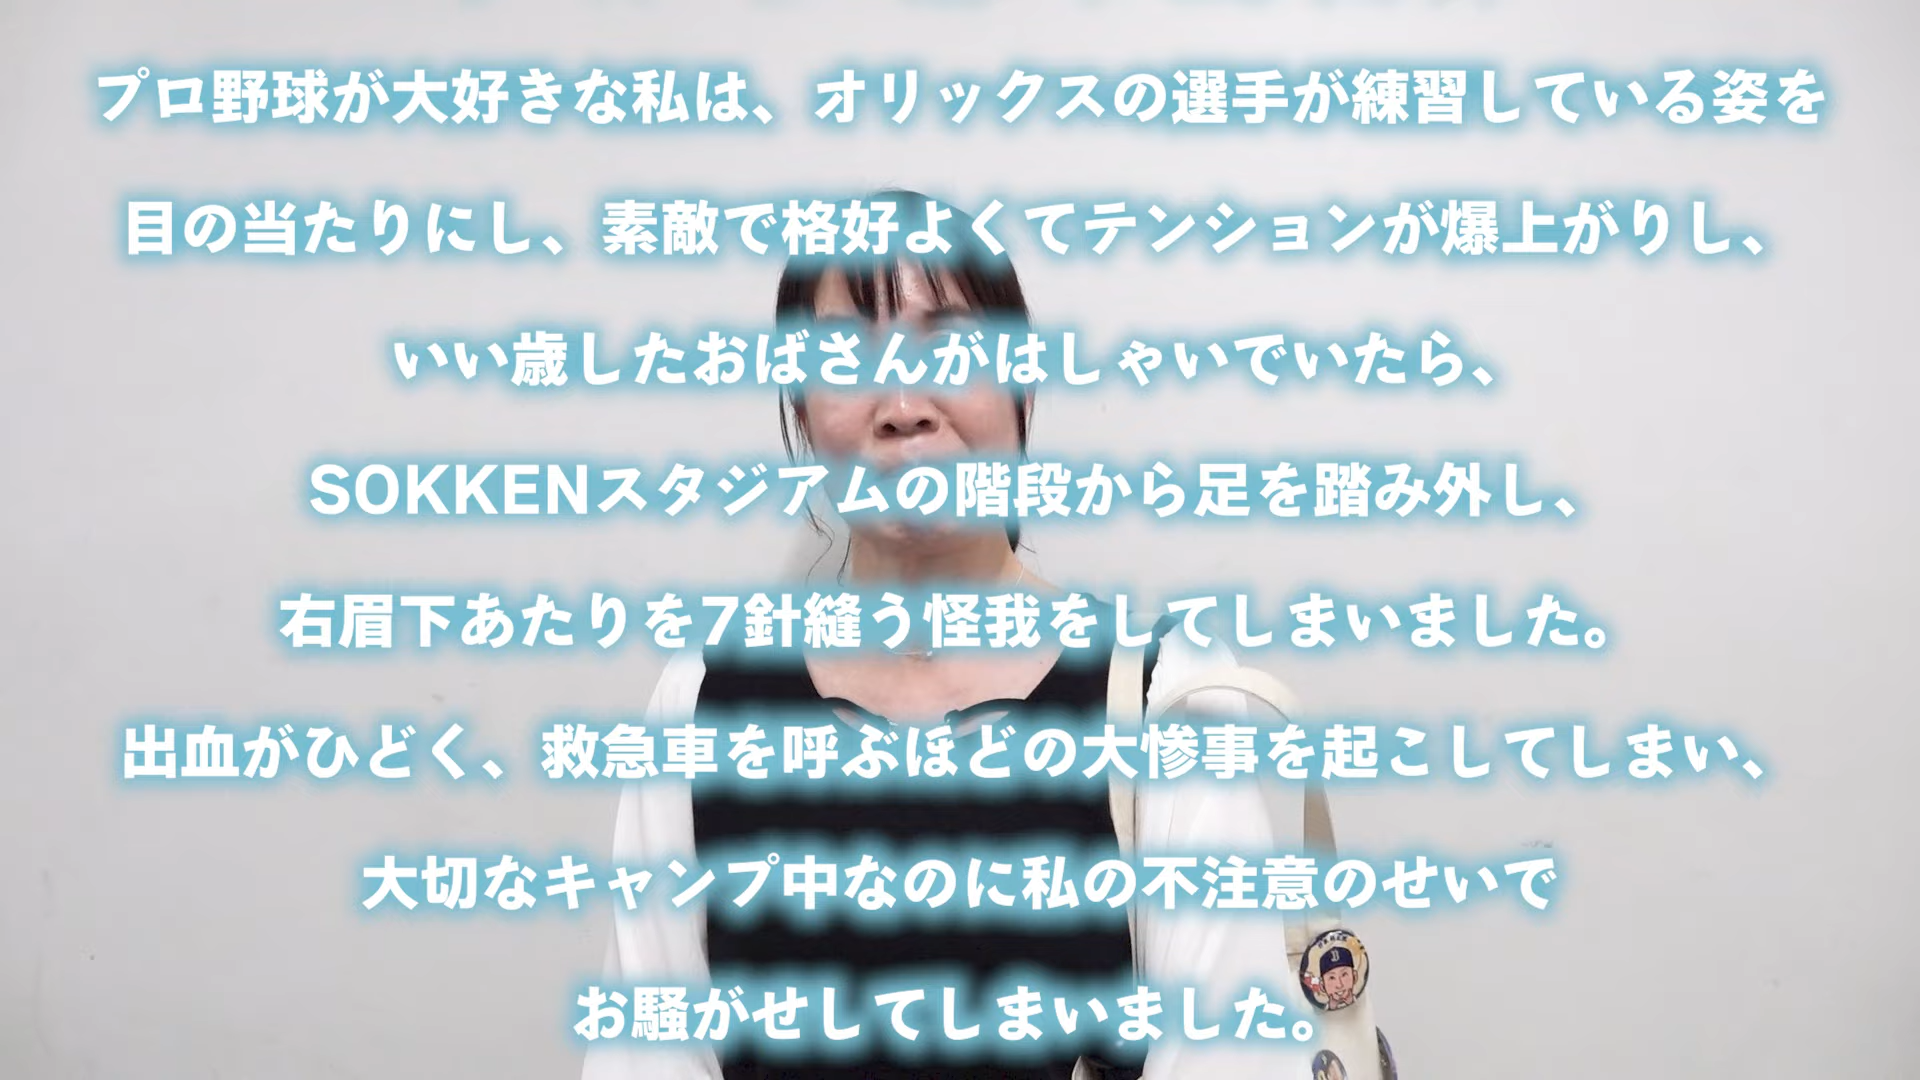 プロ野球が大好きな私は、オリックスの選手が練習している姿を
目の当たりにし、素敵で格好よくてテンションが爆上がりし、
いい歳したおばさんがはしゃいでいたら、
SOKKENスタジアムの階段から足を踏み外し、
右眉下あたりを7針縫う怪我をしてしまいました。
出血がひどく、救急車を呼ぶほどの大惨事を起こしてしまい、
大切なキャンプ中なのに私の不注意のせいで
お騒がせしてしまいました。